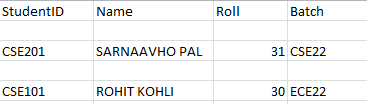 StudentID Name Roll Batch
CSE201 SARNAAVHO PAL 31 CSE22
CSE101 ROHIT KOHLI 30 ECE22